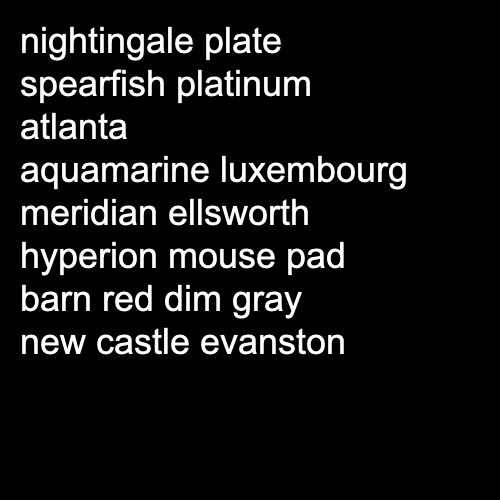 nightingale plate
spearfish platinum
atlanta
aquamarine luxembourg
meridian ellsworth
hyperion mouse pad
barn red dim gray
new castle evanston